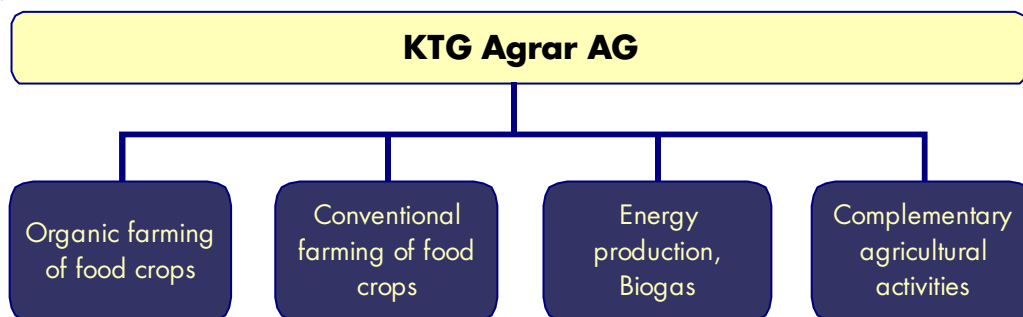 KTG Agrar AG
Organic farming
of food crops
Conventional
farming of food
crops
Energy
production,
Biogas
Complementary
agricultural
activities